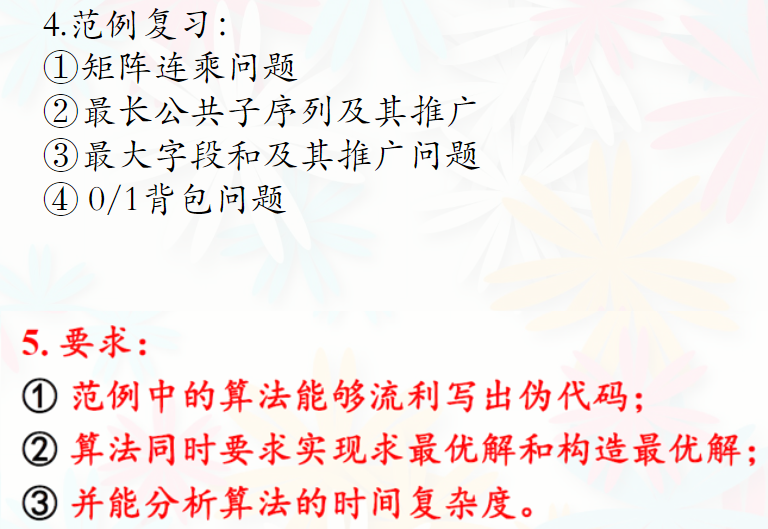 4.范例复习：
①矩阵连乘问题
②最长公共子序列及其推广
③最大字段和及其推广问题
④ 0/1背包问题
5. 要求：
① 范例中的算法能够流利写出伪代码；
② 算法同时要求实现求最优解和构造最优解；
③ 并能分析算法的时间复杂度。